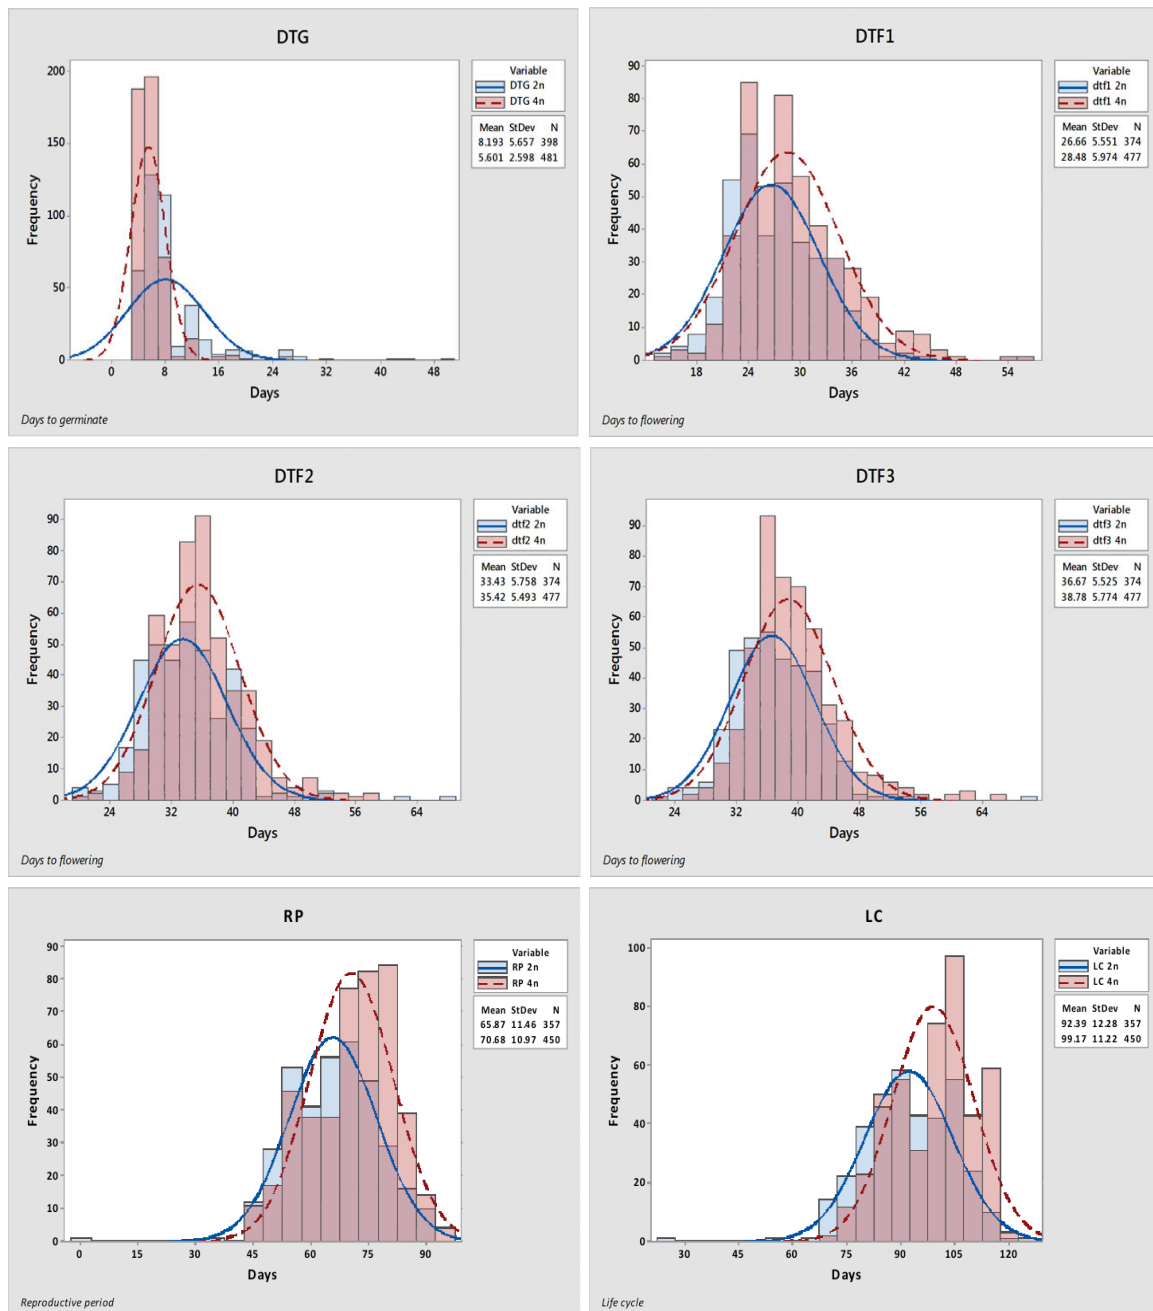 DTG
Variable
DTG 2n
DTG 4n
Mean StDev N
8.193 5.657 398
5.601 2.598 481
200
150
100
50
0
Frequency
0 8 16 24 32 40 48
Days
Days to germinate
DTF1
Variable
dtf1 2n
dtf1 4n
Mean StDev N
26.66 5.551 374
28.48 5.974 477
90
80
70
60
50
40
30
20
10
0
Frequency
18 24 30 36 42 48 54
Days
Days to flowering
DTF2
Variable
dtf2 2n
dtf2 4n
Mean StDev N
33.43 5.758 374
35.42 5.493 477
90
80
70
60
50
40
30
20
10
0
Frequency
24 32 40 48 56 64
Days
Days to flowering
DTF3
Variable
dtf3 2n
dtf3 4n
Mean StDev N
36.67 5.525 374
38.78 5.774 477
90
80
70
60
50
40
30
20
10
0
Frequency
24 32 40 48 56 64
Days
Days to flowering
RP
Variable
RP 2n
RP 4n
Mean StDev N
65.87 11.46 357
70.68 10.97 450
90
80
70
60
50
40
30
20
10
0
Frequency
0 15 30 45 60 75 90
Days
Reproductive period
LC
Variable
LC 2n
LC 4n
Mean StDev N
92.39 12.28 357
99.17 11.22 450
100
80
60
40
20
0
Frequency
30 45 60 75 90 105 120
Days
Life cycle